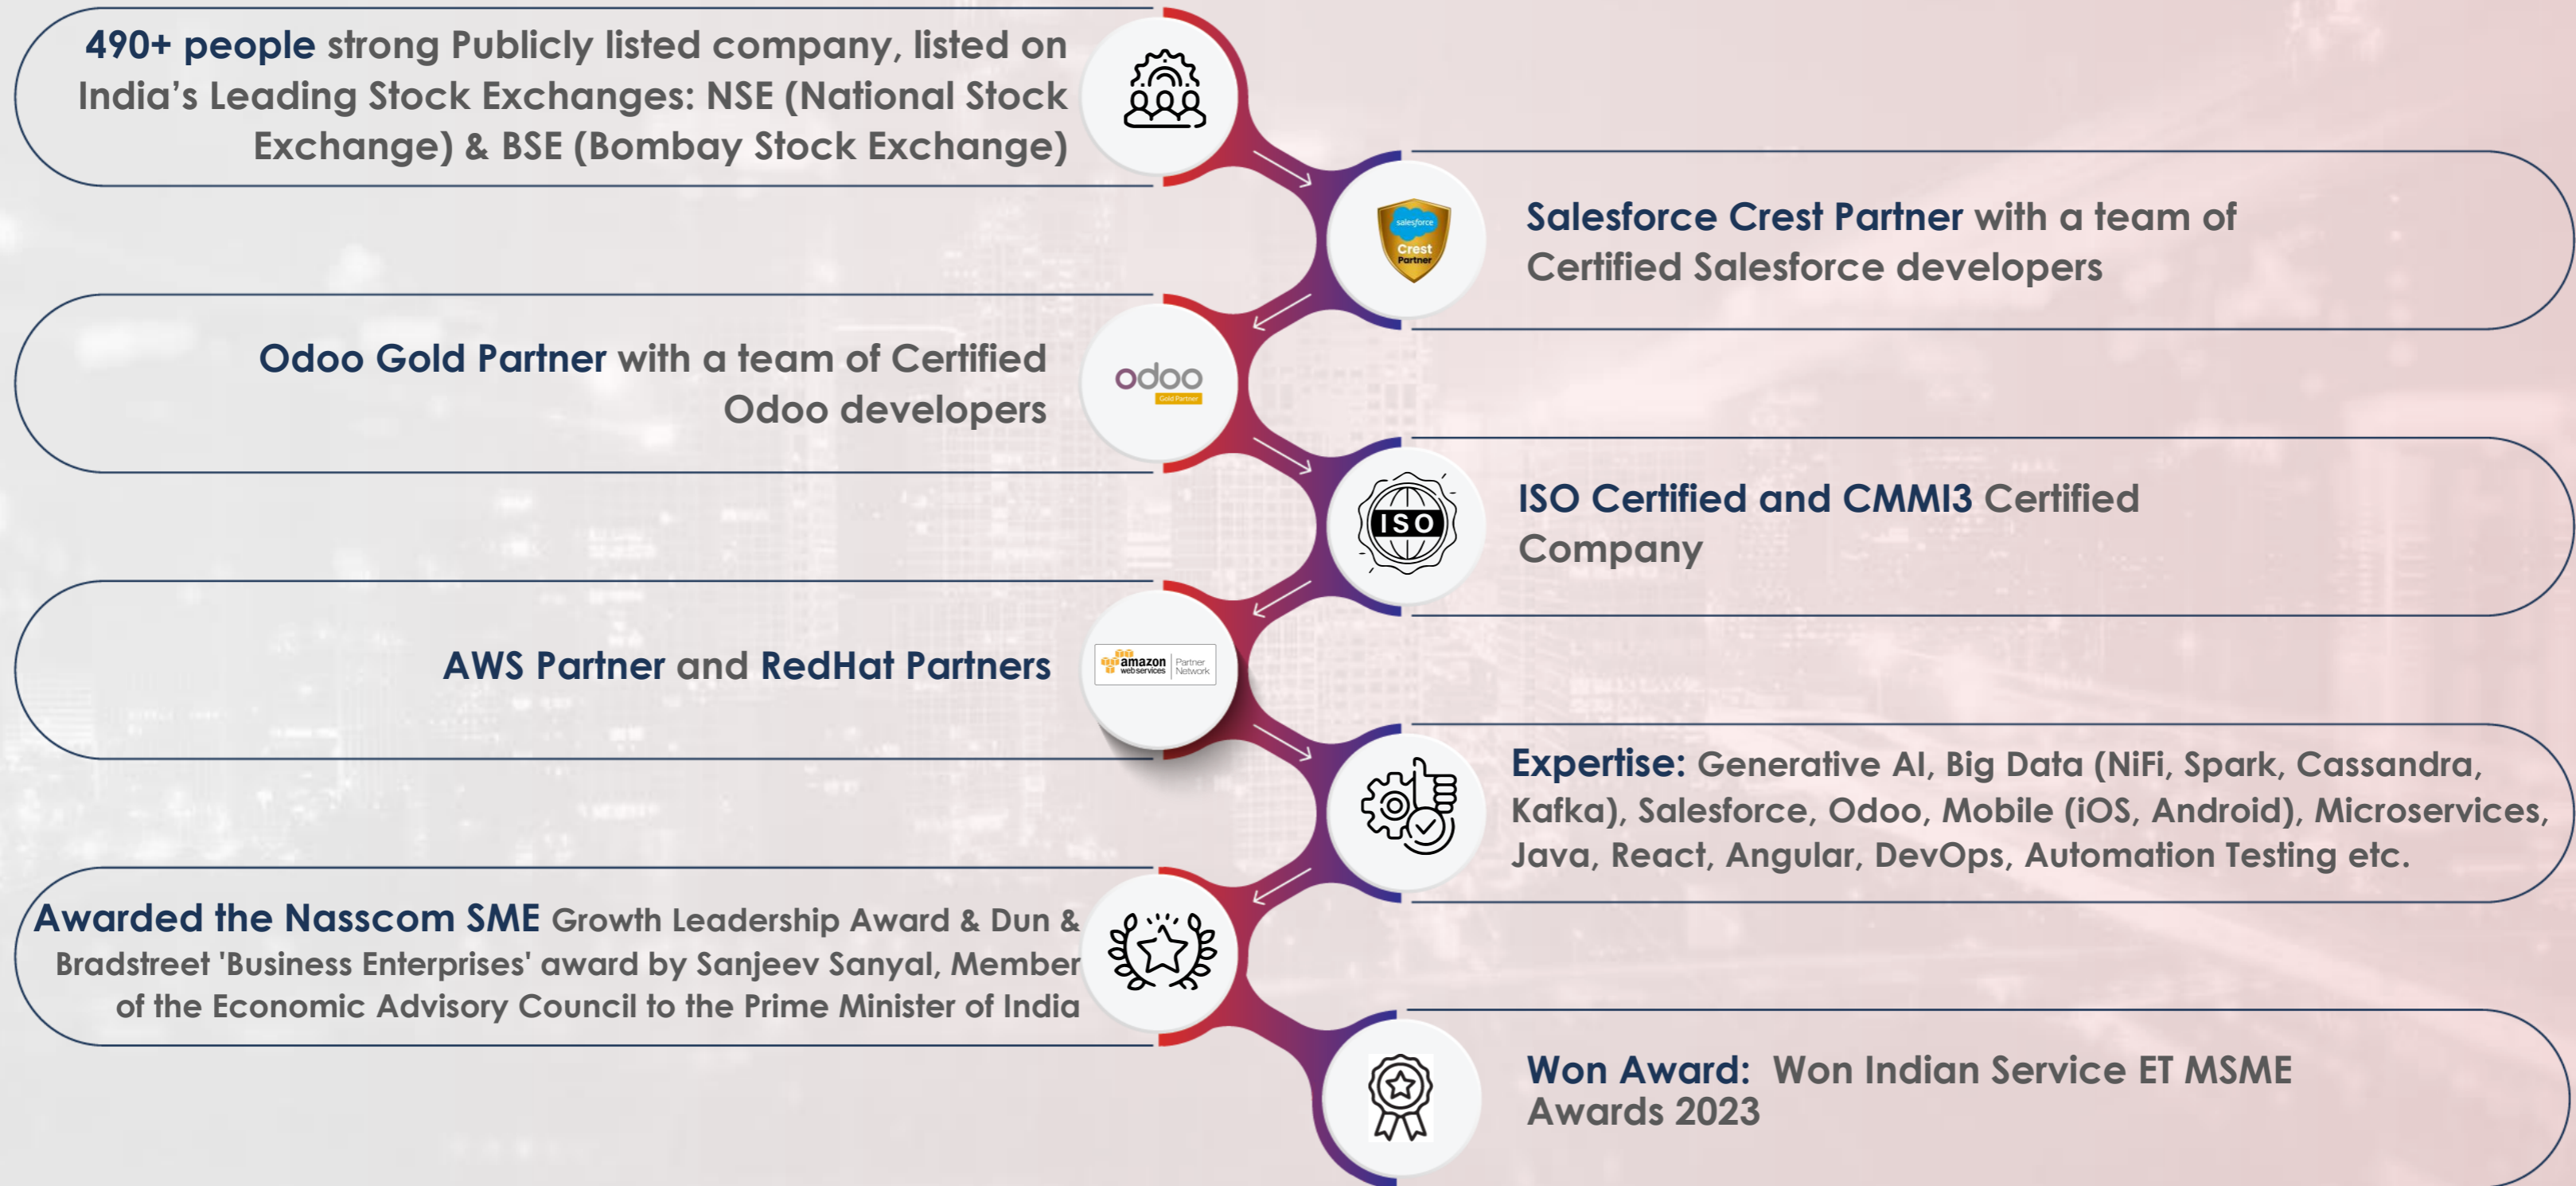 490+ people strong Publicly listed company, listed on
India's Leading Stock Exchanges: NSE (National Stock
Exchange) & BSE (Bombay Stock Exchange)
salesforce
Crest
Partner
Salesforce Crest Partner with a team of
Certified Salesforce developers
Odoo Gold Partner with a team of Certified
Odoo developers
odoo
Gold Partner
ISO
ISO Certified and CMMI3 Certified
Company
AWS Partner and RedHat Partners
amazon
webservices
Partner
Network
Expertise: Generative AI, Big Data (NiFi, Spark, Cassandra,
Kafka), Salesforce, Odoo, Mobile (iOS, Android), Microservices,
Java, React, Angular, DevOps, Automation Testing etc.
Awarded the Nasscom SME Growth Leadership Award & Dun &
Bradstreet 'Business Enterprises' award by Sanjeev Sanyal, Member
of the Economic Advisory Council to the Prime Minister of India
Won Award: Won Indian Service ET MSME
Awards 2023